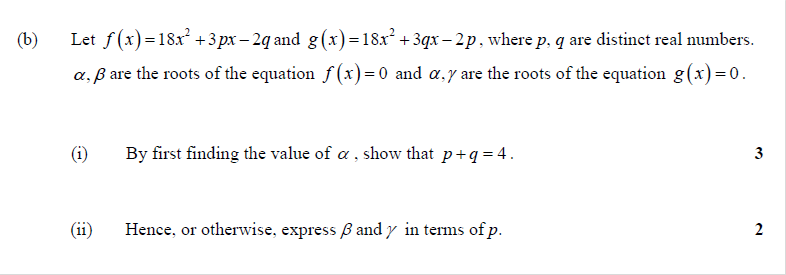 (b) Let f(x)=18x²+3px−2q and g(x)=18x²+3qx−2p, where p, q are distinct real numbers.
α, β are the roots of the equation f(x)=0 and α, γ are the roots of the equation g(x)=0.
(i) By first finding the value of α, show that p+q=4. 3
(ii) Hence, or otherwise, express β and γ in terms of p. 2